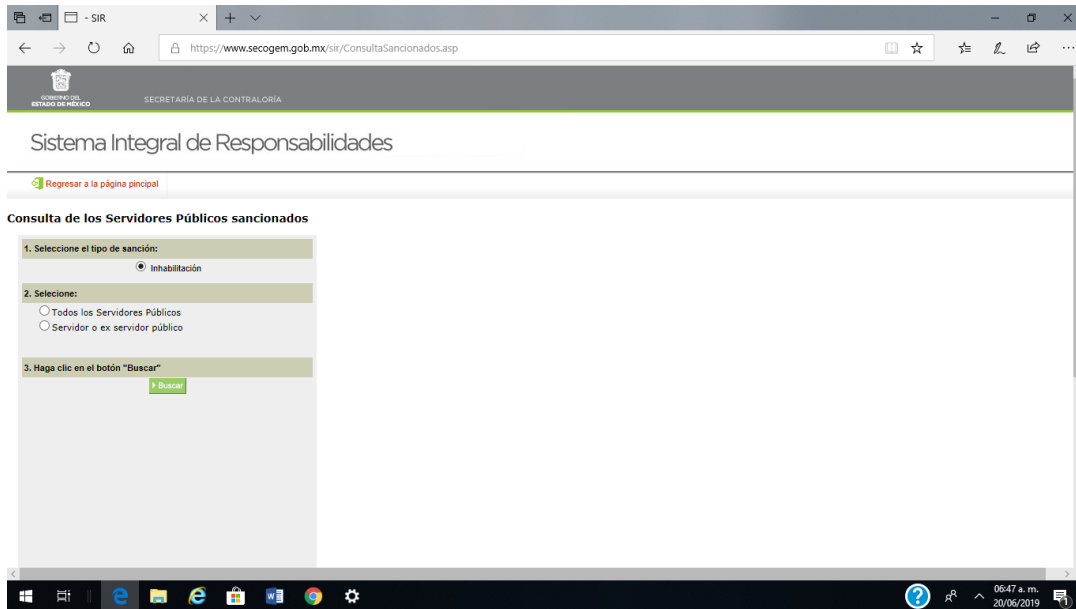 - SIR
https://www.secogem.gob.mx/sir/ConsultaSancionados.asp
GOBIERNO DEL
ESTADO DE MÉXICO
SECRETARÍA DE LA CONTRALORÍA
Sistema Integral de Responsabilidades
Regresar a la página pincipal
Consulta de los Servidores Públicos sancionados
1. Seleccione el tipo de sanción:
Inhabilitación
2. Selecione:
Todos los Servidores Públicos
Servidor o ex servidor público
3. Haga clic en el botón "Buscar"
Buscar
06:47 a. m.
20/06/2019
1